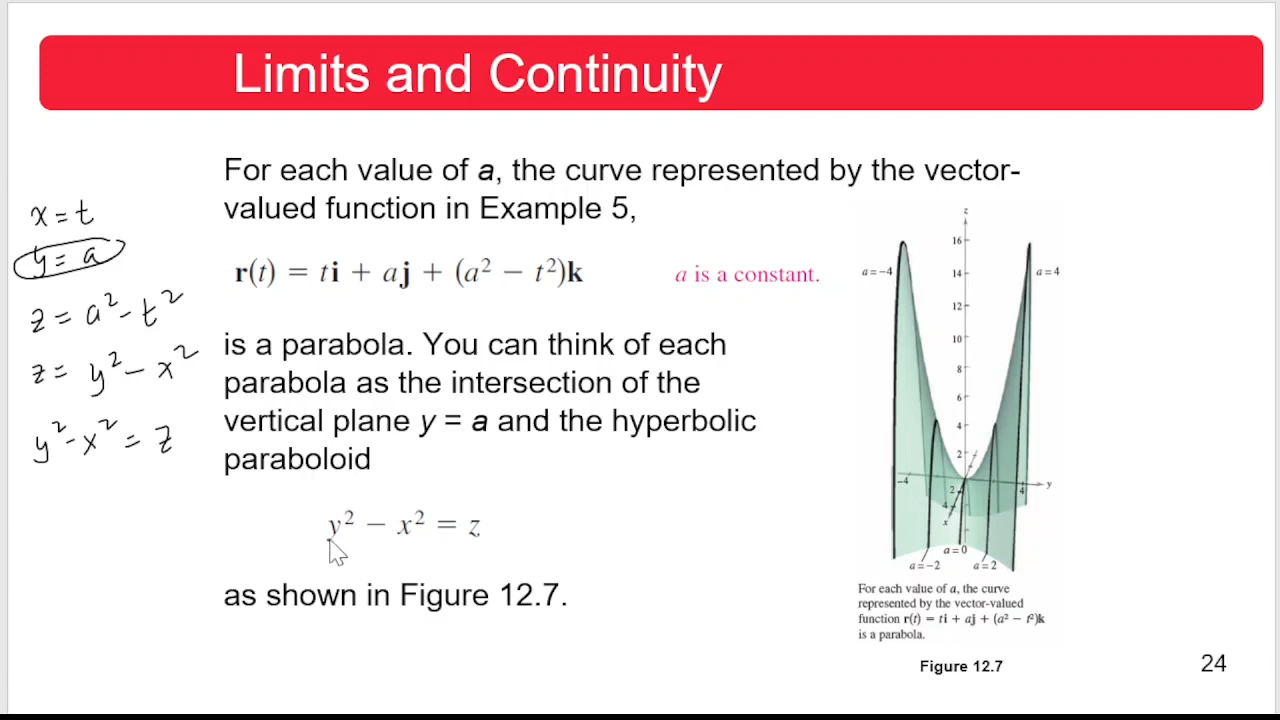 Limits and Continuity
For each value of a, the curve represented by the vector-
valued function in Example 5,
r(t) = ti + aj + (a² − t²)k
a is a constant.
is a parabola. You can think of each
parabola as the intersection of the
vertical plane y = a and the hyperbolic
paraboloid
y² − x² = z
as shown in Figure 12.7.
x = t
y = a
z = a² - t²
z = y² - x²
y² - x² = z
z
16
a = −4
14
a = 4
12
10
8
6
4
2
−4
2
4
y
4
x
a = 0
a = −2
a = 2
For each value of a, the curve
represented by the vector-valued
function r(t) = ti + aj + (a² − t²)k
is a parabola.
Figure 12.7
24